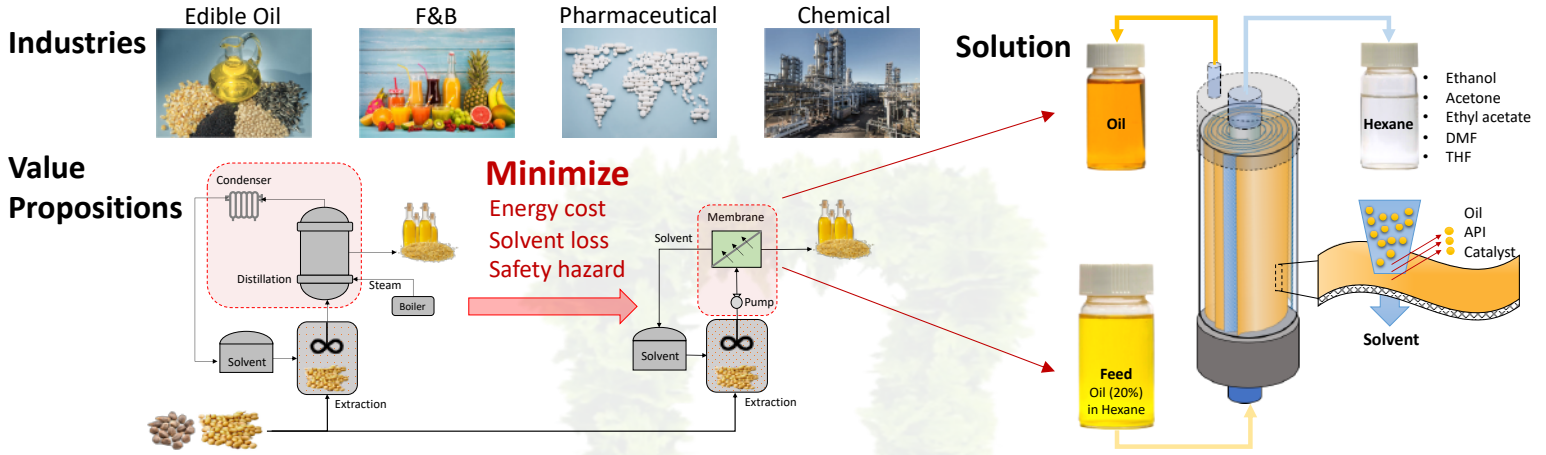 Industries
Edible Oil
F&B
Pharmaceutical
Chemical
Value
Propositions
Condenser
Distillation
Steam
Boiler
Solvent
Extraction
Minimize
Energy cost
Solvent loss
Safety hazard
Membrane
Solvent
Pump
Solvent
Extraction
Solution
Oil
Hexane
• Ethanol
• Acetone
• Ethyl acetate
• DMF
• THF
Feed
Oil (20%)
in Hexane
Oil
API
Catalyst
Solvent